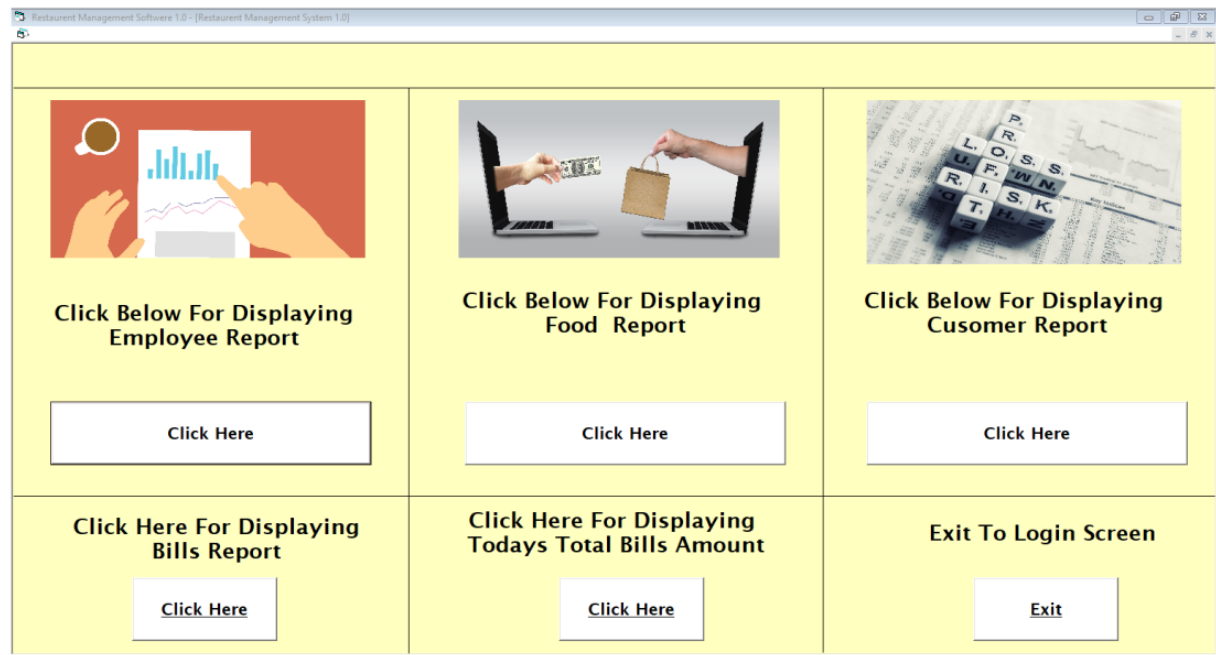 Restaurent Management Softwere 1.0 - [Restaurent Management System 1.0]
Click Below For Displaying
Employee Report
Click Here
Click Below For Displaying
Food Report
Click Here
P. R. O. F. I. T.
L. O. S. S.
R. I. S. K.
Click Below For Displaying
Cusomer Report
Click Here
Click Here For Displaying
Bills Report
Click Here
Click Here For Displaying
Todays Total Bills Amount
Click Here
Exit To Login Screen
Exit